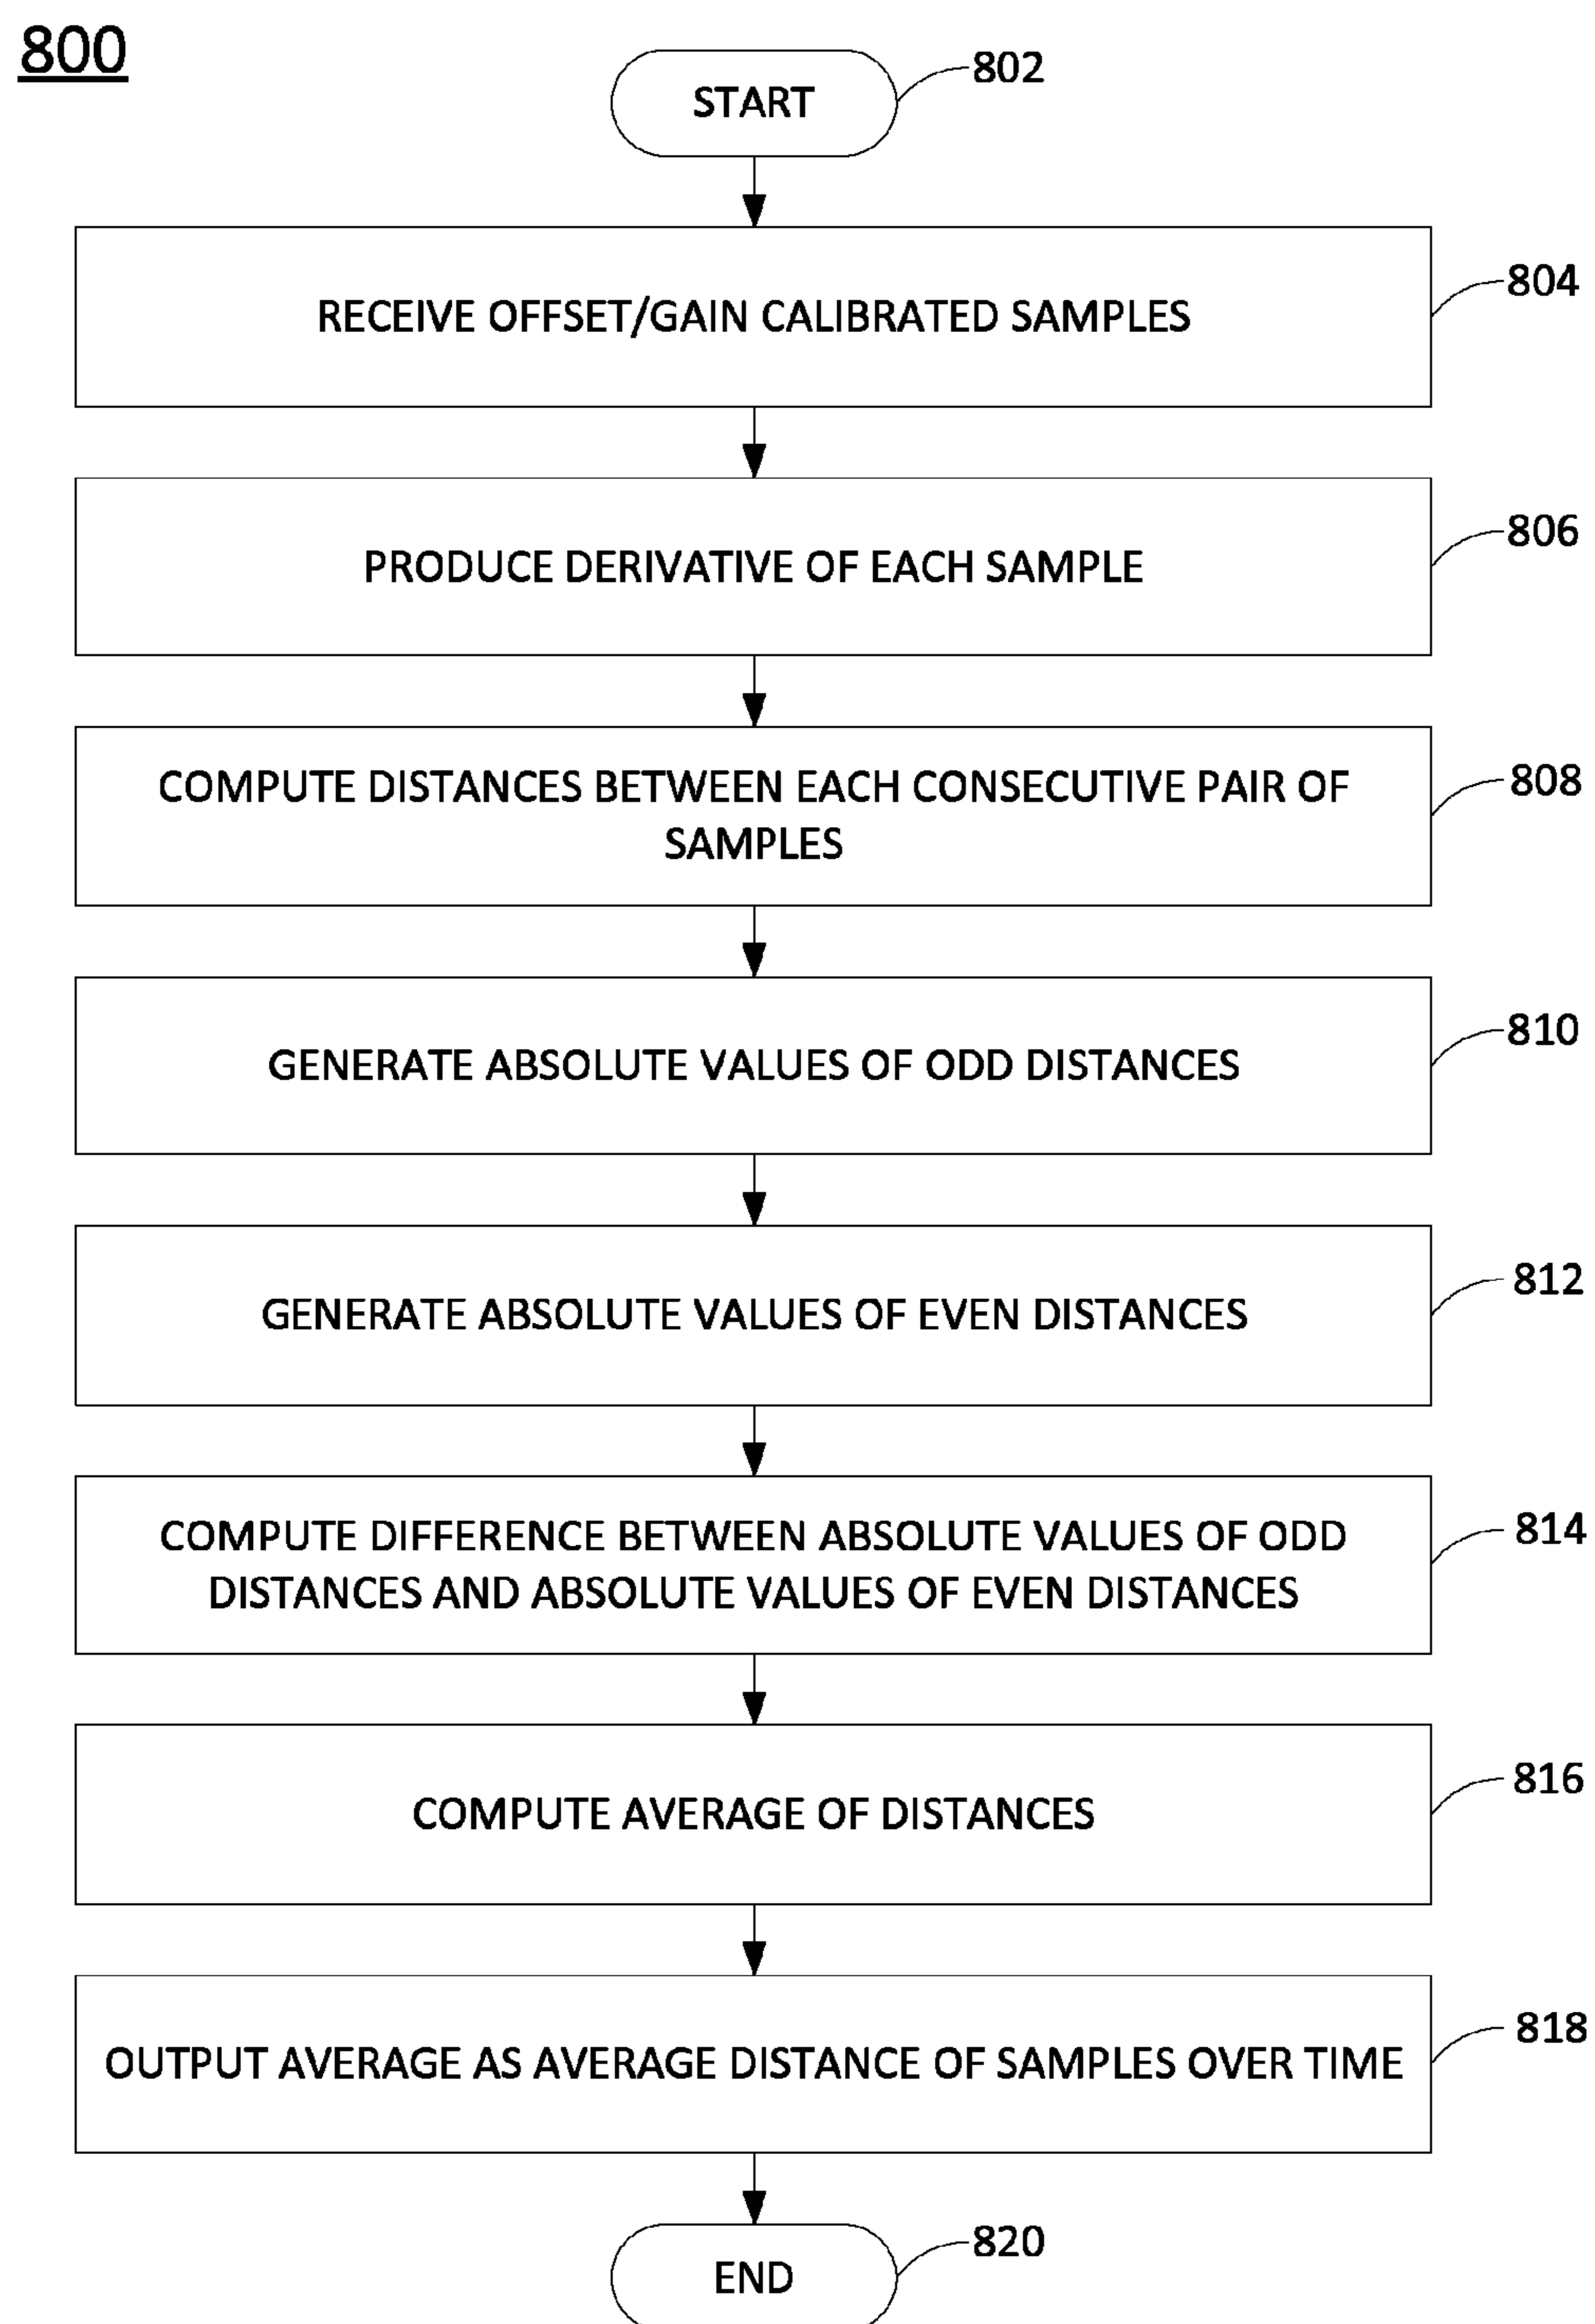 800
START
802
RECEIVE OFFSET/GAIN CALIBRATED SAMPLES
804
PRODUCE DERIVATIVE OF EACH SAMPLE
806
COMPUTE DISTANCES BETWEEN EACH CONSECUTIVE PAIR OF
SAMPLES
808
GENERATE ABSOLUTE VALUES OF ODD DISTANCES
810
GENERATE ABSOLUTE VALUES OF EVEN DISTANCES
812
COMPUTE DIFFERENCE BETWEEN ABSOLUTE VALUES OF ODD
DISTANCES AND ABSOLUTE VALUES OF EVEN DISTANCES
814
COMPUTE AVERAGE OF DISTANCES
816
OUTPUT AVERAGE AS AVERAGE DISTANCE OF SAMPLES OVER TIME
818
END
820